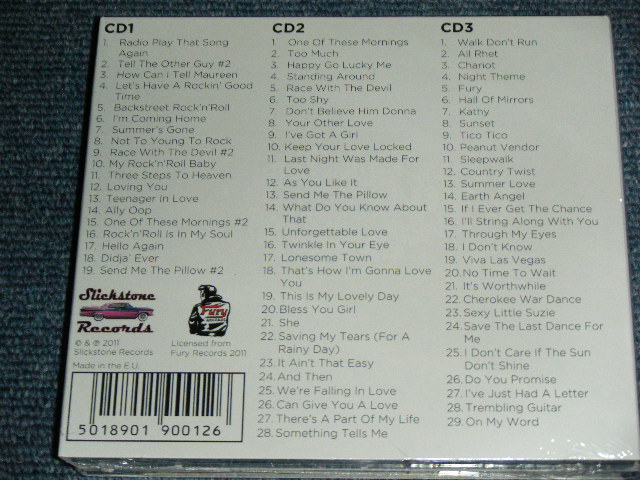 CD1
1. Radio Play That Song
Again
2. Tell The Other Guy #2
3. How Can I Tell Maureen
4. Let's Have A Rockin' Good
Time
5. Backstreet Rock'n'Roll
6. I'm Coming Home
7. Summer's Gone
8. Not To Young To Rock
9. Race With The Devil #2
10. My Rock'n'Roll Baby
11. Three Steps To Heaven
12. Loving You
13. Teenager In Love
14. Ally Oop
15. One Of These Mornings #2
16. Rock'n'Roll Is In My Soul
17. Hello Again
18. Didja' Ever
19. Send Me The Pillow #2
Slickstone
Records
© & ℗ 2011
Slickstone Records
Fury
RECORDS
Licensed from
Fury Records 2011
Made in the E.U.
5018901 900126
CD2
1. One Of These Mornings
2. Too Much
3. Happy Go Lucky Me
4. Standing Around
5. Race With The Devil
6. Too Shy
7. Don't Believe Him Donna
8. Your Other Love
9. I've Got A Girl
10. Keep Your Love Locked
11. Last Night Was Made For
Love
12. As You Like It
13. Send Me The Pillow
14. What Do You Know About
That
15. Unforgettable Love
16. Twinkle In Your Eye
17. Lonesome Town
18. That's How I'm Gonna Love
You
19. This Is My Lovely Day
20. Bless You Girl
21. She
22. Saving My Tears (For A
Rainy Day)
23. It Ain't That Easy
24. And Then
25. We're Falling In Love
26. Can Give You A Love
27. There's A Part Of My Life
28. Something Tells Me
CD3
1. Walk Don't Run
2. All Rhet
3. Chariot
4. Night Theme
5. Fury
6. Hall Of Mirrors
7. Kathy
8. Sunset
9. Tico Tico
10. Peanut Vendor
11. Sleepwalk
12. Country Twist
13. Summer Love
14. Earth Angel
15. If I Ever Get The Chance
16. I'll String Along With You
17. Through My Eyes
18. I Don't Know
19. Viva Las Vegas
20. No Time To Wait
21. It's Worthwhile
22. Cherokee War Dance
23. Sexy Little Suzie
24. Save The Last Dance For
Me
25. I Don't Care If The Sun
Don't Shine
26. Do You Promise
27. I've Just Had A Letter
28. Trembling Guitar
29. On My Word